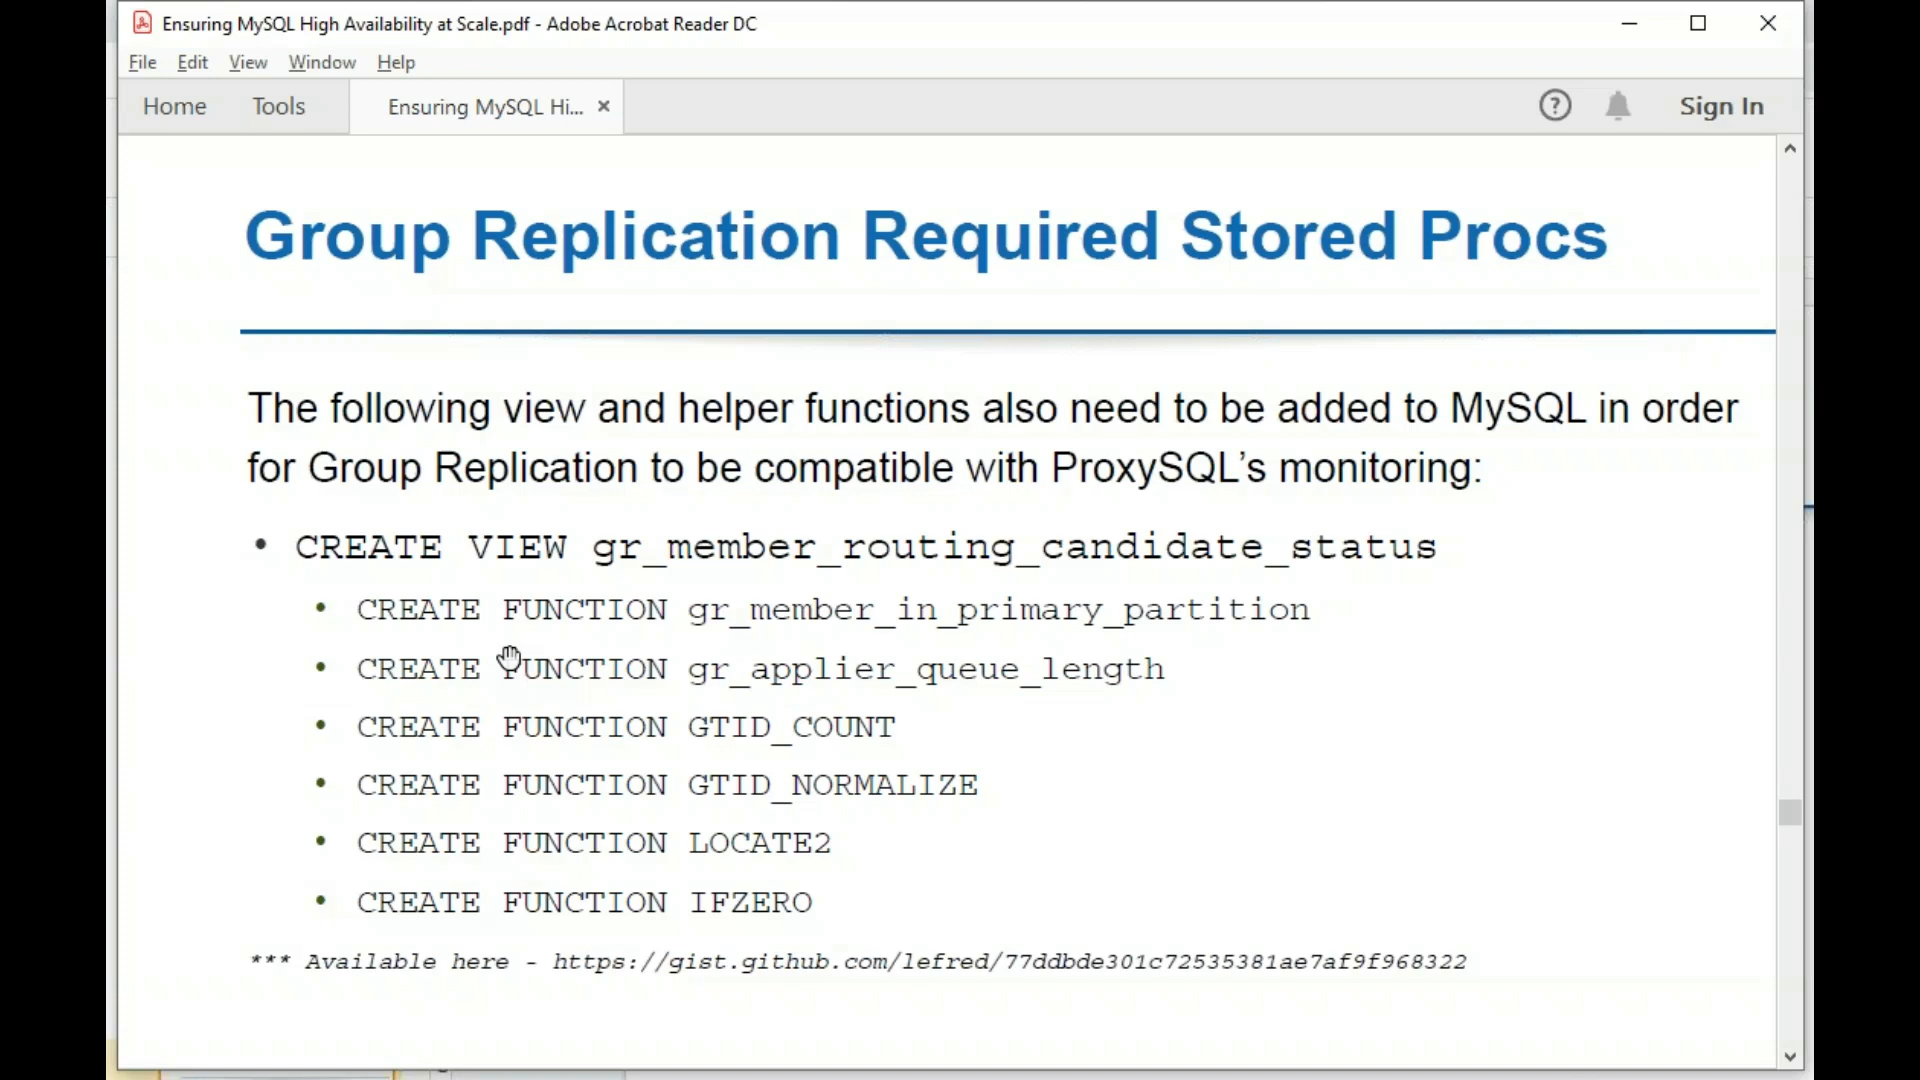 Ensuring MySQL High Availability at Scale.pdf - Adobe Acrobat Reader DC
File Edit View Window Help
Home Tools Ensuring MySQL Hi... Sign In
Group Replication Required Stored Procs
The following view and helper functions also need to be added to MySQL in order
for Group Replication to be compatible with ProxySQL's monitoring:
• CREATE VIEW gr_member_routing_candidate_status
• CREATE FUNCTION gr_member_in_primary_partition
• CREATE FUNCTION gr_applier_queue_length
• CREATE FUNCTION GTID_COUNT
• CREATE FUNCTION GTID_NORMALIZE
• CREATE FUNCTION LOCATE2
• CREATE FUNCTION IFZERO
*** Available here - https://gist.github.com/lefred/77ddbde301c72535381ae7af9f968322